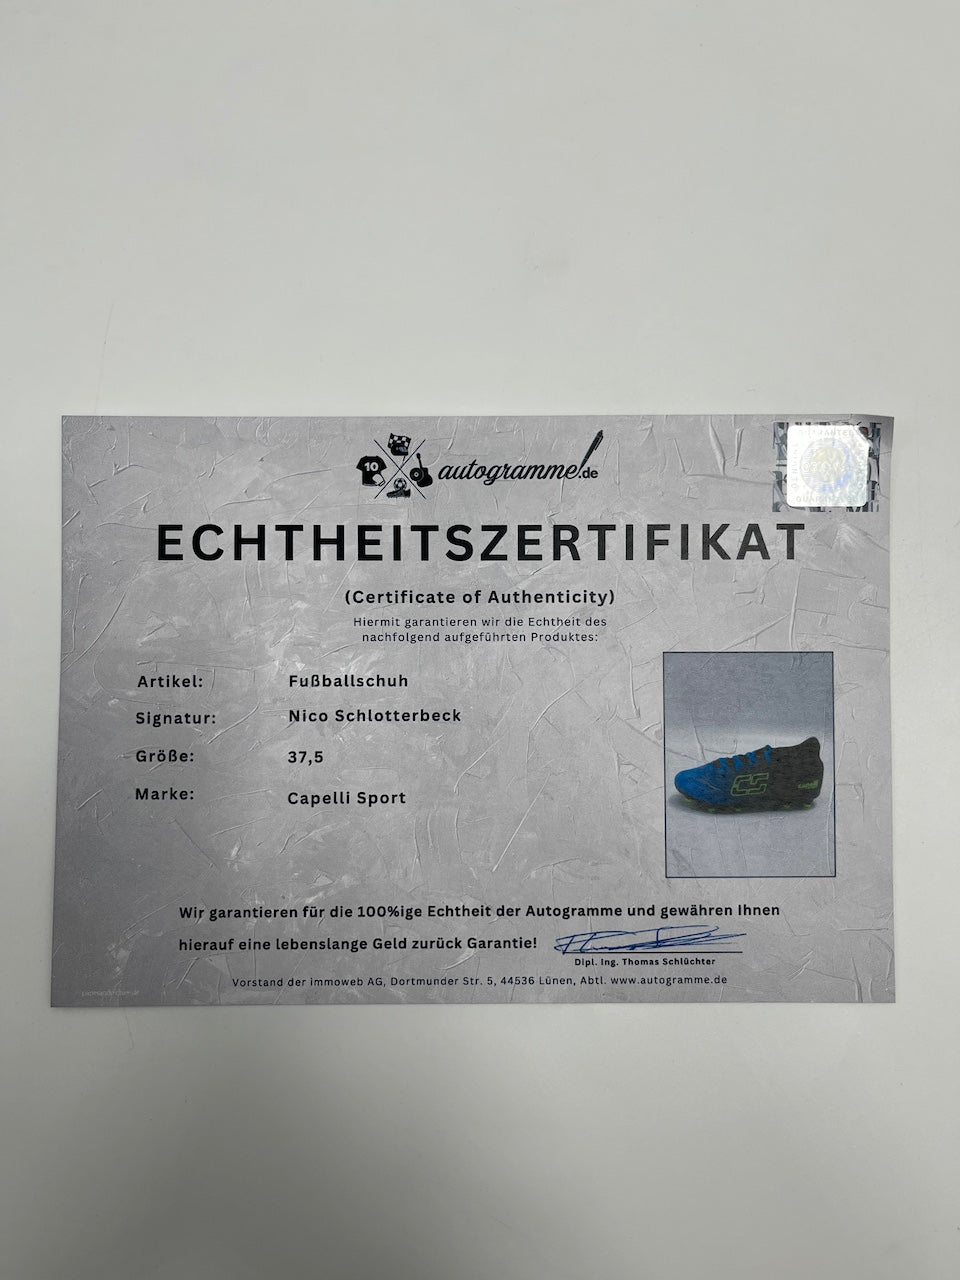 10
autogramme.de
ECHTHEITSZERTIFIKAT
(Certificate of Authenticity)
Hiermit garantieren wir die Echtheit des
nachfolgend aufgeführten Produktes:
Artikel: Fußballschuh
Signatur: Nico Schlotterbeck
Größe: 37,5
Marke: Capelli Sport
Wir garantieren für die 100%ige Echtheit der Autogramme und gewähren Ihnen
hierauf eine lebenslange Geld zurück Garantie!
Dipl. Ing. Thomas Schlüchter
Vorstand der immoweb AG, Dortmunder Str. 5, 44536 Lünen, Abtl. www.autogramme.de